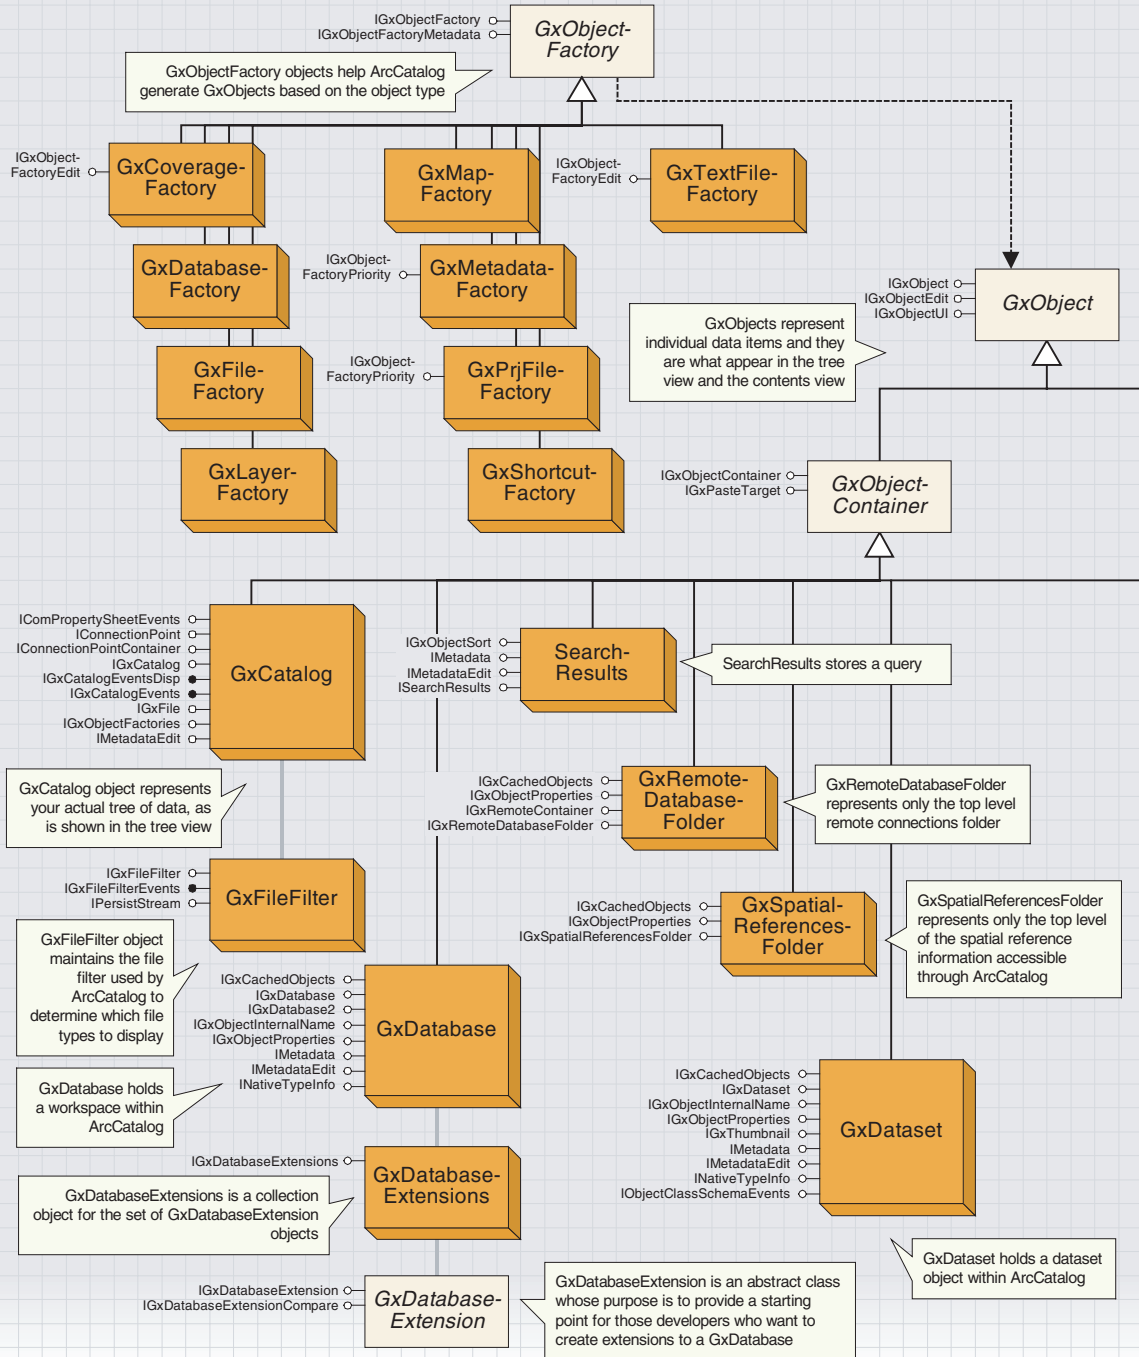 IGxObjectFactory
IGxObjectFactoryMetadata
GxObject-
Factory
GxObjectFactory objects help ArcCatalog
generate GxObjects based on the object type
IGxObject-
FactoryEdit
GxCoverage-
Factory
GxMap-
Factory
IGxObject-
FactoryEdit
GxTextFile-
Factory
GxDatabase-
Factory
IGxObject-
FactoryPriority
GxMetadata-
Factory
IGxObject
IGxObjectEdit
IGxObjectUI
GxObject
GxObjects represent
individual data items and they
are what appear in the tree
view and the contents view
GxFile-
Factory
IGxObject-
FactoryPriority
GxPrjFile-
Factory
GxLayer-
Factory
GxShortcut-
Factory
IGxObjectContainer
IGxPasteTarget
GxObject-
Container
IComPropertySheetEvents
IConnectionPoint
IConnectionPointContainer
IGxCatalog
IGxCatalogEventsDisp
IGxCatalogEvents
IGxFile
IGxObjectFactories
IMetadataEdit
GxCatalog
IGxObjectSort
IMetadata
IMetadataEdit
ISearchResults
Search-
Results
SearchResults stores a query
GxCatalog object represents
your actual tree of data, as
is shown in the tree view
IGxCachedObjects
IGxObjectProperties
IGxRemoteContainer
IGxRemoteDatabaseFolder
GxRemote-
Database-
Folder
GxRemoteDatabaseFolder
represents only the top level
remote connections folder
IGxFileFilter
IGxFileFilterEvents
IPersistStream
GxFileFilter
GxFileFilter object
maintains the file
filter used by
ArcCatalog to
determine which file
types to display
IGxCachedObjects
IGxObjectProperties
IGxSpatialReferencesFolder
GxSpatial-
References-
Folder
GxSpatialReferencesFolder
represents only the top level
of the spatial reference
information accessible
through ArcCatalog
IGxCachedObjects
IGxDatabase
IGxDatabase2
IGxObjectInternalName
IGxObjectProperties
IMetadata
IMetadataEdit
INativeTypeInfo
GxDatabase
GxDatabase holds
a workspace within
ArcCatalog
IGxCachedObjects
IGxDataset
IGxObjectInternalName
IGxObjectProperties
IGxThumbnail
IMetadata
IMetadataEdit
INativeTypeInfo
IObjectClassSchemaEvents
GxDataset
IGxDatabaseExtensions
GxDatabase-
Extensions
GxDatabaseExtensions is a collection
object for the set of GxDatabaseExtension
objects
GxDataset holds a dataset
object within ArcCatalog
IGxDatabaseExtension
IGxDatabaseExtensionCompare
GxDatabase-
Extension
GxDatabaseExtension is an abstract class
whose purpose is to provide a starting
point for those developers who want to
create extensions to a GxDatabase